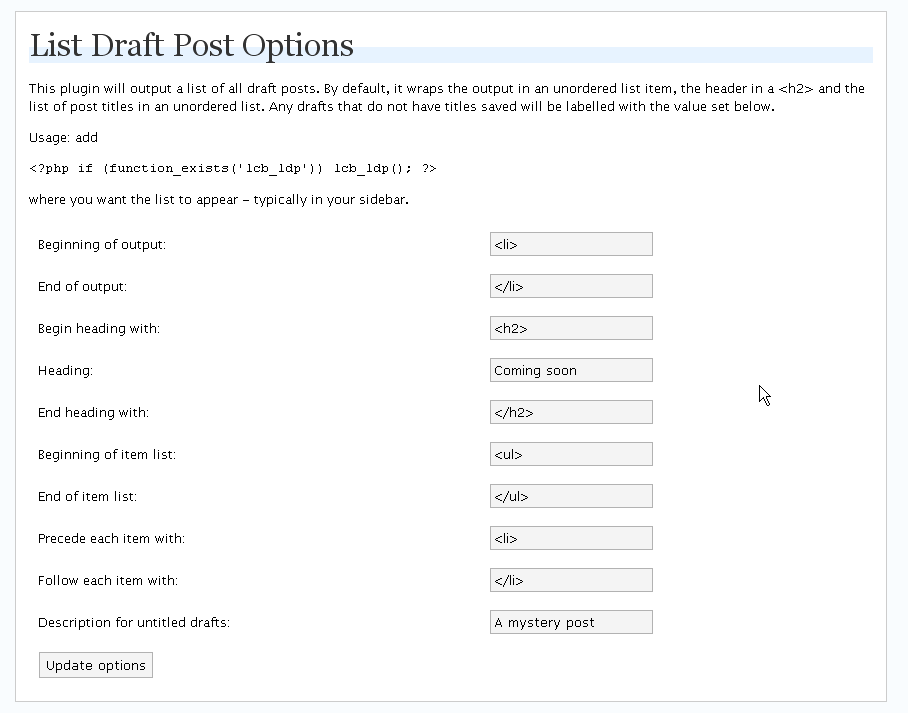 List Draft Post Options
This plugin will output a list of all draft posts. By default, it wraps the output in an unordered list item, the header in a <h2> and the
list of post titles in an unordered list. Any drafts that do not have titles saved will be labelled with the value set below.
Usage: add
<?php if (function_exists('lcb_ldp')) lcb_ldp(); ?>
where you want the list to appear – typically in your sidebar.
Beginning of output: <li>
End of output: </li>
Begin heading with: <h2>
Heading: Coming soon
End heading with: </h2>
Beginning of item list: <ul>
End of item list: </ul>
Precede each item with: <li>
Follow each item with: </li>
Description for untitled drafts: A mystery post
Update options